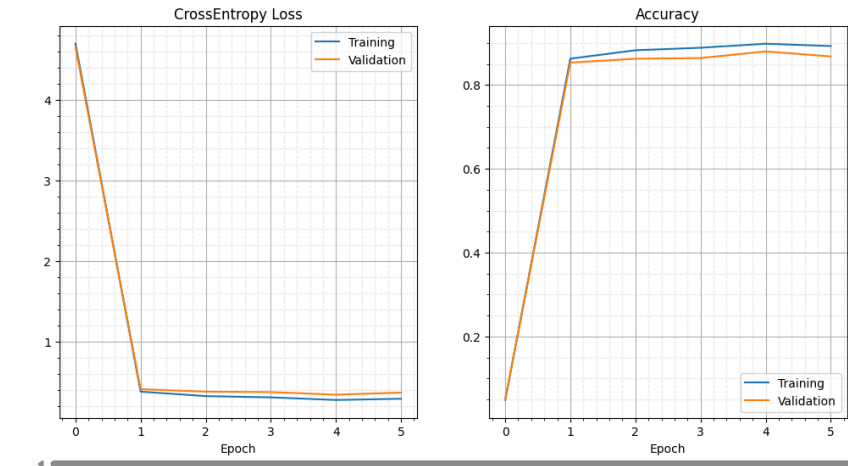 CrossEntropy Loss
Training
Validation
4
3
2
1
0 1 2 3 4 5
Epoch
Accuracy
0.8
0.6
0.4
0.2
Training
Validation
0 1 2 3 4 5
Epoch